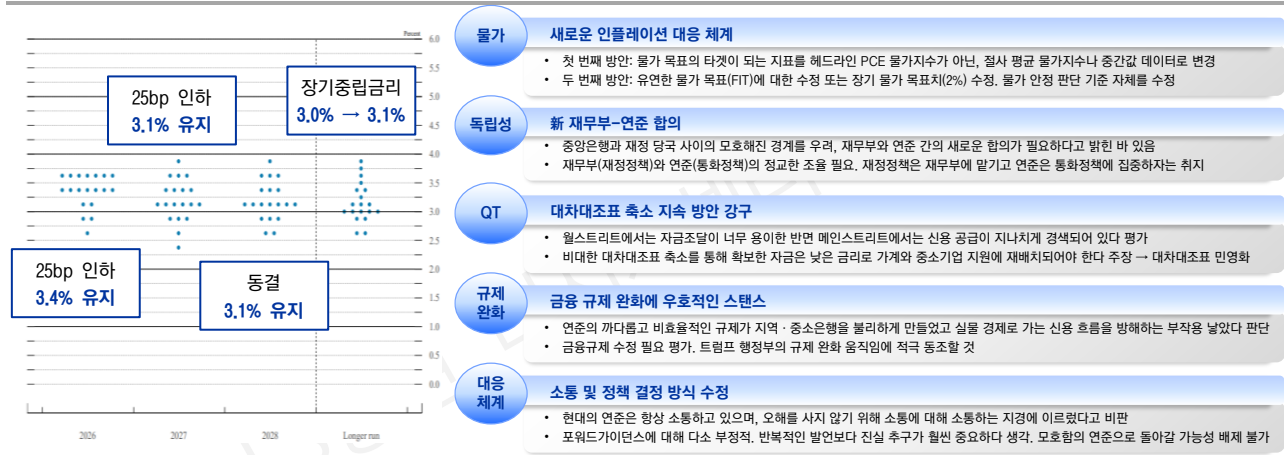 Percent
6.0
5.5
5.0
4.5
4.0
3.5
3.0
2.5
2.0
1.5
1.0
0.5
0.0
25bp 인하
3.1% 유지
장기중립금리
3.0% → 3.1%
25bp 인하
3.4% 유지
동결
3.1% 유지
2026
2027
2028
Longer run
물가
새로운 인플레이션 대응 체계
• 첫 번째 방안: 물가 목표의 타겟이 되는 지표를 헤드라인 PCE 물가지수가 아닌, 절사 평균 물가지수나 중간값 데이터로 변경
• 두 번째 방안: 유연한 물가 목표(FIT)에 대한 수정 또는 장기 물가 목표치(2%) 수정. 물가 안정 판단 기준 자체를 수정
독립성
新 재무부-연준 합의
• 중앙은행과 재정 당국 사이의 모호해진 경계를 우려, 재무부와 연준 간의 새로운 합의가 필요하다고 밝힌 바 있음
• 재무부(재정정책)와 연준(통화정책)의 정교한 조율 필요. 재정정책은 재무부에 맡기고 연준은 통화정책에 집중하자는 취지
QT
대차대조표 축소 지속 방안 강구
• 월스트리트에서는 자금조달이 너무 용이한 반면 메인스트리트에서는 신용 공급이 지나치게 경색되어 있다 평가
• 비대한 대차대조표 축소를 통해 확보한 자금은 낮은 금리로 가계와 중소기업 지원에 재배치되어야 한다 주장 → 대차대조표 민영화
규제
완화
금융 규제 완화에 우호적인 스탠스
• 연준의 까다롭고 비효율적인 규제가 지역·중소은행을 불리하게 만들었고 실물 경제로 가는 신용 흐름을 방해하는 부작용 낳았다 판단
• 금융규제 수정 필요 평가. 트럼프 행정부의 규제 완화 움직임에 적극 동조할 것
대응
체계
소통 및 정책 결정 방식 수정
• 현대의 연준은 항상 소통하고 있으며, 오해를 사지 않기 위해 소통에 대해 소통하는 지경에 이르렀다고 비판
• 포워드가이던스에 대해 다소 부정적. 반복적인 발언보다 진실 추구가 훨씬 중요하다 생각. 모호함의 연준으로 돌아갈 가능성 배제 불가